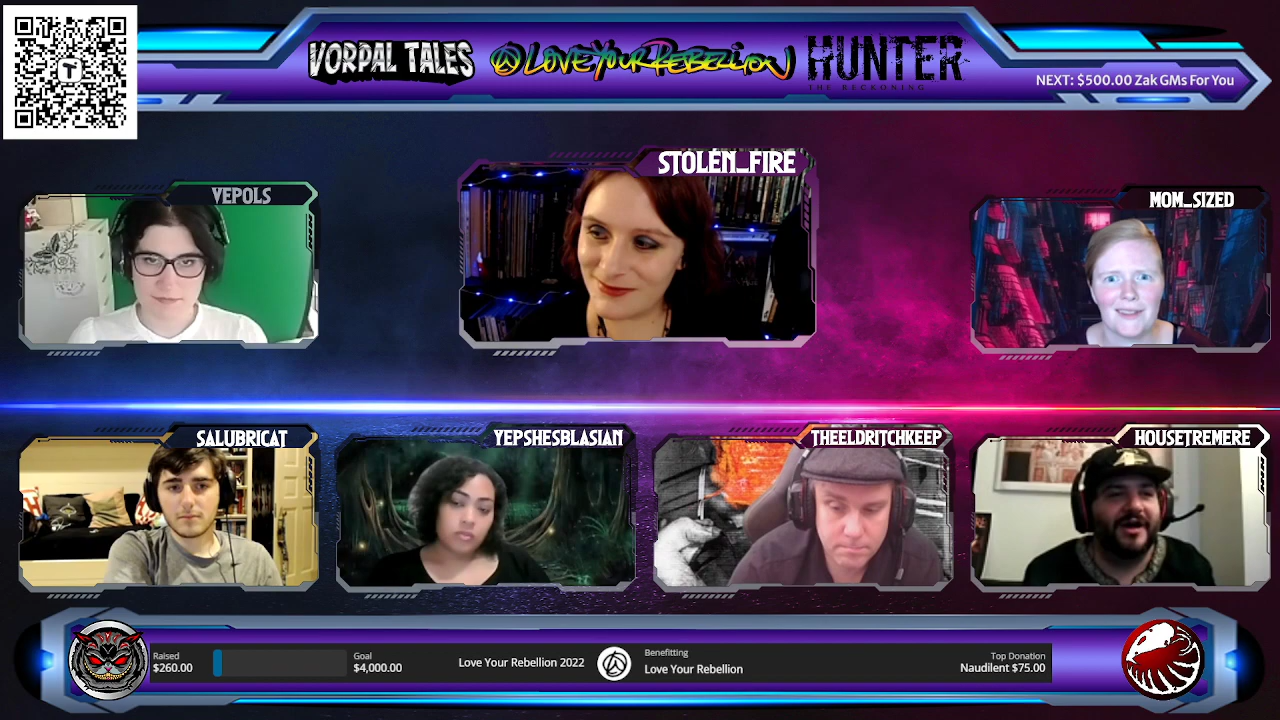 VORPAL TALES
@LOVEYOURREBELLION
HUNTER
THE RECKONING
NEXT: $500.00 Zak GMs For You
STOLEN_FIRE
VEPOLS
MOM_SIZED
SALUBRICAT
YEPSHESBLASIAN
THEELDRITCHKEEP
HOUSETREMERE
Raised
$260.00
Goal
$4,000.00
Love Your Rebellion 2022
Benefitting
Love Your Rebellion
Top Donation
Naudilent $75.00